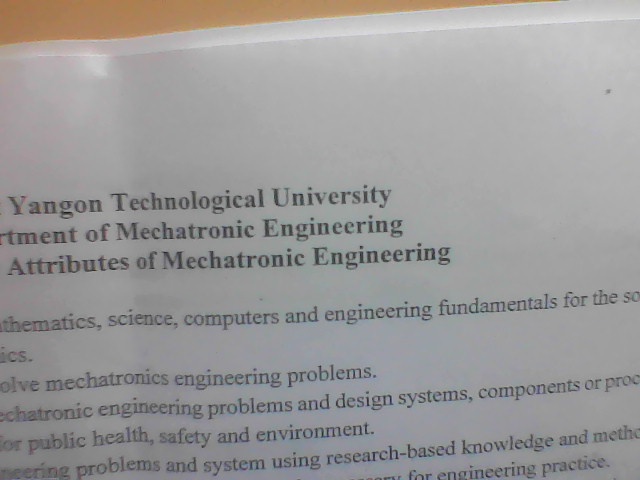 Yangon Technological University
rtment of Mechatronic Engineering
Attributes of Mechatronic Engineering
thematics, science, computers and engineering fundamentals for the so
ics.
olve mechatronics engineering problems.
echatronic engineering problems and design systems, components or proc
for public health, safety and environment.
neering problems and system using research-based knowledge and metho
for engineering practice.